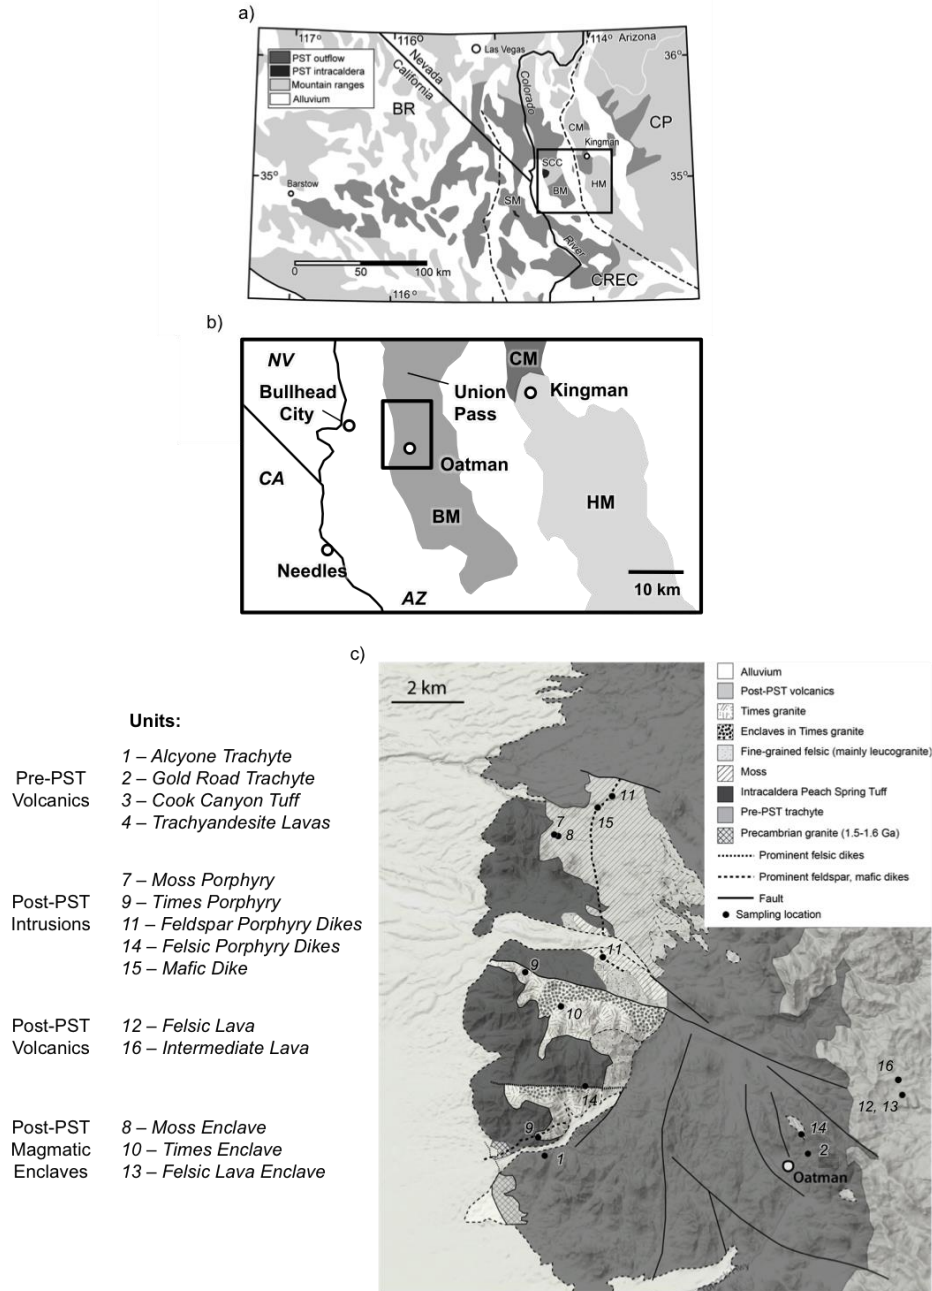 a)
117°
116°
114°
Arizona
36°
Las Vegas
PST outflow
PST intracaldera
Mountain ranges
Alluvium
Nevada
California
Colorado
BR
CM
CP
Kingman
SCC
35°
35°
Barstow
SM
BM
HM
River
0
50
100 km
CREC
116°
b)
NV
CM
Bullhead
City
Union
Pass
Kingman
Oatman
CA
BM
HM
Needles
AZ
10 km
c)
2 km
Alluvium
Post-PST volcanics
Times granite
Enclaves in Times granite
Fine-grained felsic (mainly leucogranite)
Moss
Intracaldera Peach Spring Tuff
Pre-PST trachyte
Precambrian granite (1.5-1.6 Ga)
Prominent felsic dikes
Prominent feldspar, mafic dikes
Fault
Sampling location
Units:
Pre-PST
Volcanics
1 – Alcyone Trachyte
2 – Gold Road Trachyte
3 – Cook Canyon Tuff
4 – Trachyandesite Lavas
Post-PST
Intrusions
7 – Moss Porphyry
9 – Times Porphyry
11 – Feldspar Porphyry Dikes
14 – Felsic Porphyry Dikes
15 – Mafic Dike
Post-PST
Volcanics
12 – Felsic Lava
16 – Intermediate Lava
Post-PST
Magmatic
Enclaves
8 – Moss Enclave
10 – Times Enclave
13 – Felsic Lava Enclave
11
7
15
8
11
9
10
16
14
12, 13
14
9
2
1
Oatman